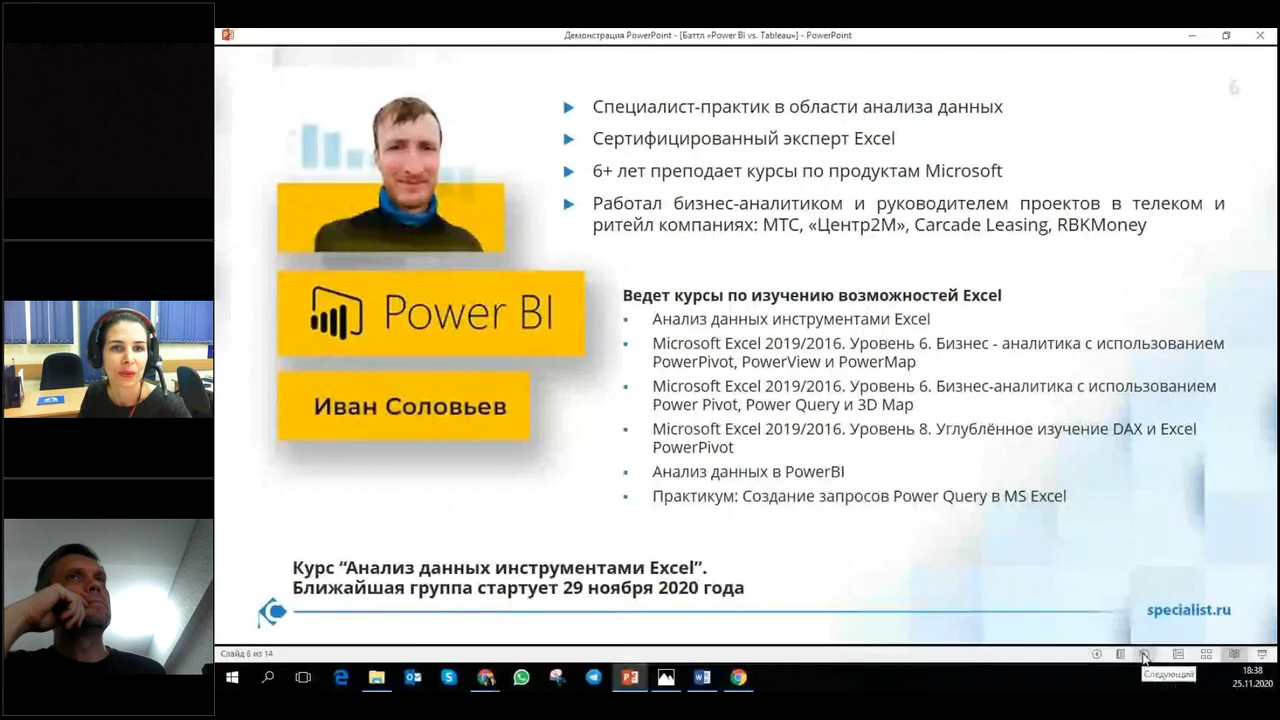 Демонстрация PowerPoint - [Баттл «Power BI vs. Tableau»] - PowerPoint
6
Специалист-практик в области анализа данных
Сертифицированный эксперт Excel
6+ лет преподает курсы по продуктам Microsoft
Работал бизнес-аналитиком и руководителем проектов в телеком и
ритейл компаниях: МТС, «Центр2М», Carcade Leasing, RBKMoney
Power BI
Иван Соловьев
Ведет курсы по изучению возможностей Excel
Анализ данных инструментами Excel
Microsoft Excel 2019/2016. Уровень 6. Бизнес - аналитика с использованием
PowerPivot, PowerView и PowerMap
Microsoft Excel 2019/2016. Уровень 6. Бизнес-аналитика с использованием
Power Pivot, Power Query и 3D Map
Microsoft Excel 2019/2016. Уровень 8. Углублённое изучение DAX и Excel
PowerPivot
Анализ данных в PowerBI
Практикум: Создание запросов Power Query в MS Excel
Курс “Анализ данных инструментами Excel”.
Ближайшая группа стартует 29 ноября 2020 года
specialist.ru
Слайд 6 из 14
Следующий
18:38
25.11.2020